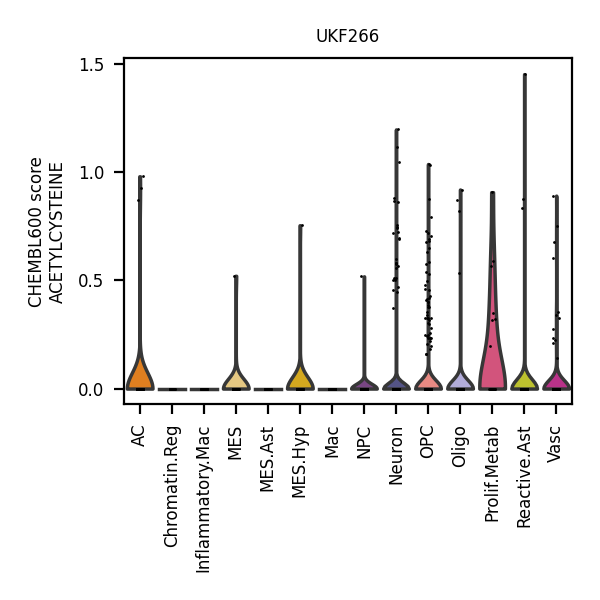 UKF266
CHEMBL600 score
ACETYLCYSTEINE
1.5
1.0
0.5
0.0
AC
Chromatin.Reg
Inflammatory.Mac
MES
MES.Ast
MES.Hyp
Mac
NPC
Neuron
OPC
Oligo
Prolif.Metab
Reactive.Ast
Vasc